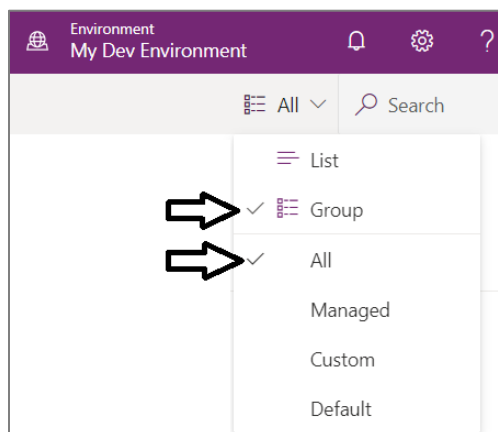 Environment
My Dev Environment
All
Search
List
Group
All
Managed
Custom
Default